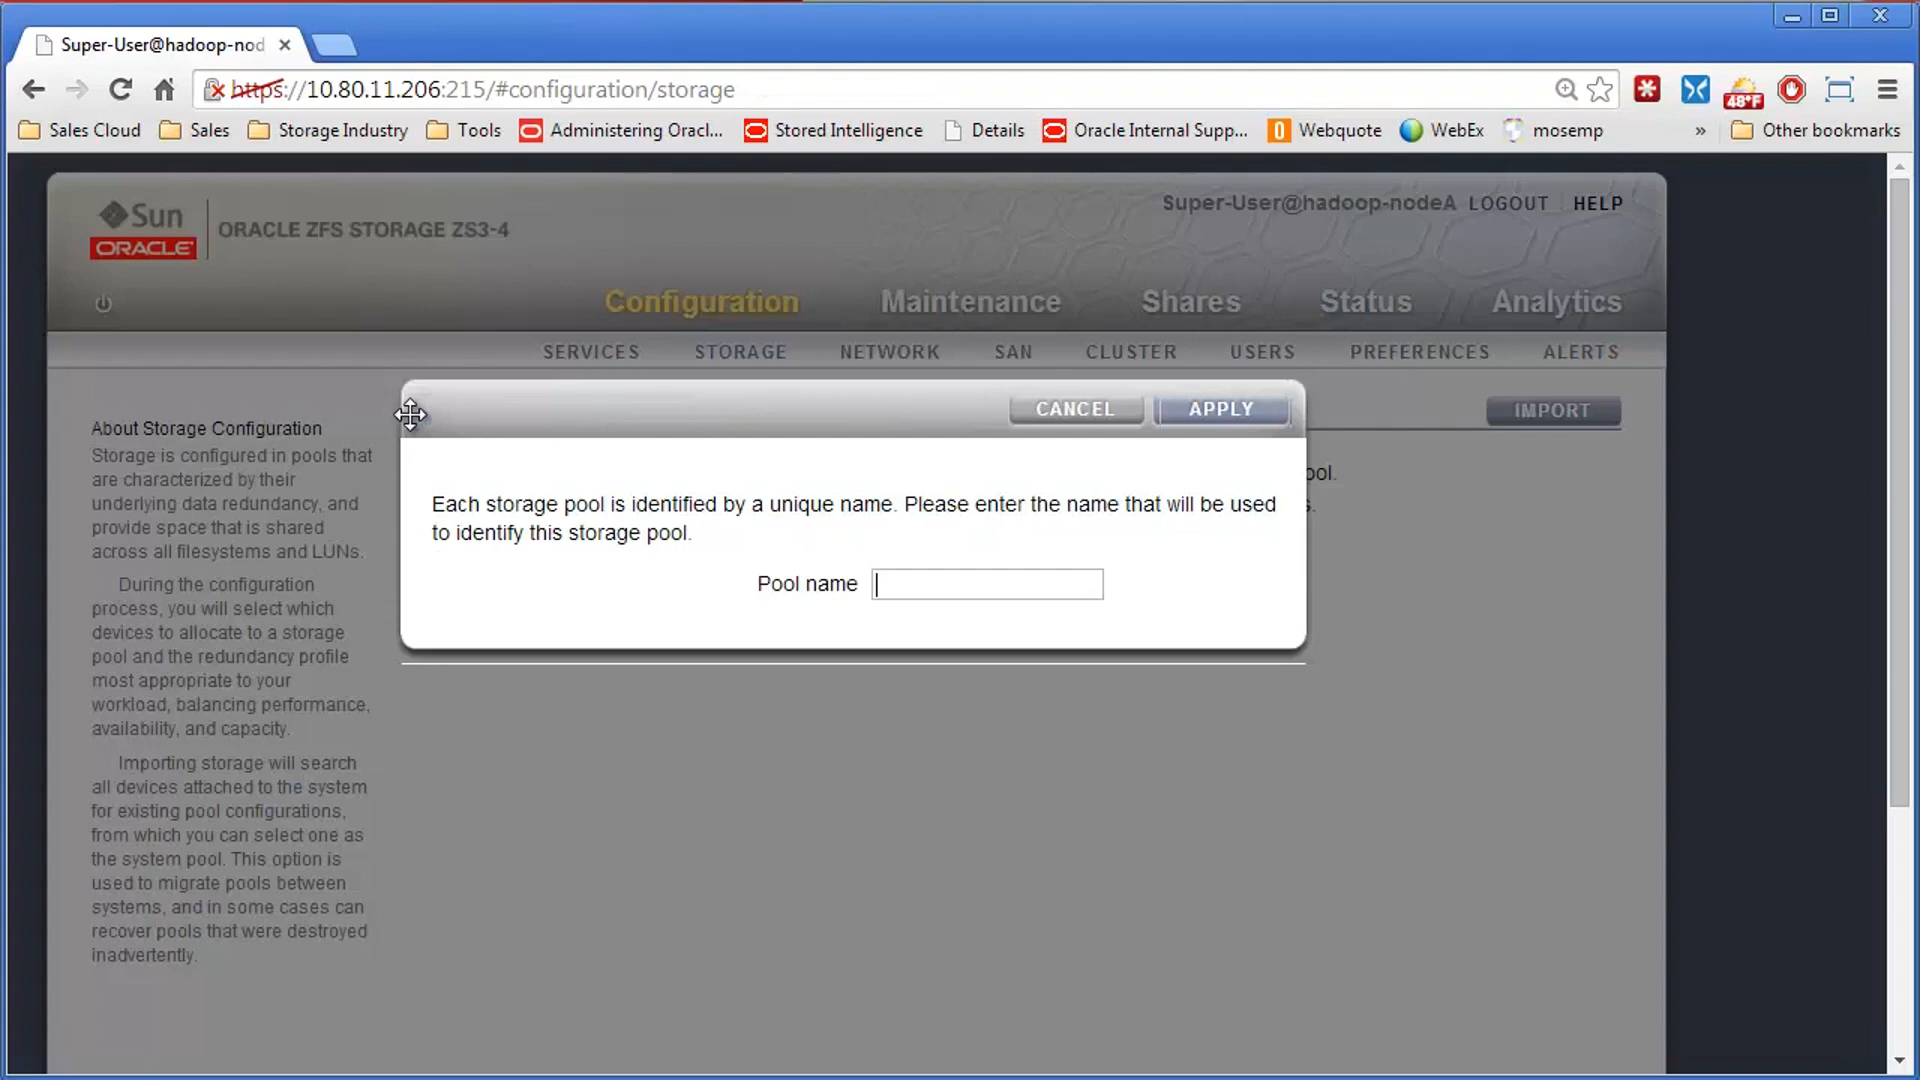 Super-User@hadoop-nod
https://10.80.11.206:215/#configuration/storage
48°F
Sales Cloud
Sales
Storage Industry
Tools
Administering Oracl...
Stored Intelligence
Details
Oracle Internal Supp...
Webquote
WebEx
mosemp
»
Other bookmarks
Sun
ORACLE
ORACLE ZFS STORAGE ZS3-4
Super-User@hadoop-nodeA LOGOUT HELP
Configuration Maintenance Shares Status Analytics
SERVICES STORAGE NETWORK SAN CLUSTER USERS PREFERENCES ALERTS
About Storage Configuration
Storage is configured in pools that
are characterized by their
underlying data redundancy, and
provide space that is shared
across all filesystems and LUNs.
During the configuration
process, you will select which
devices to allocate to a storage
pool and the redundancy profile
most appropriate to your
workload, balancing performance,
availability, and capacity.
Importing storage will search
all devices attached to the system
for existing pool configurations,
from which you can select one as
the system pool. This option is
used to migrate pools between
systems, and in some cases can
recover pools that were destroyed
inadvertently.
CANCEL APPLY
IMPORT
Each storage pool is identified by a unique name. Please enter the name that will be used
to identify this storage pool.
Pool name
ool.
s.